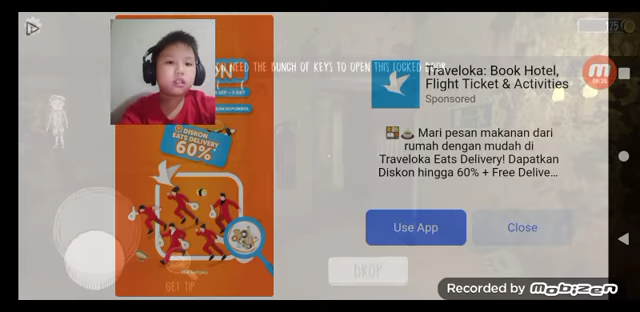 NEED THE BUNCH OF KEYS TO OPEN THIS LOCKED DOOR
DISKON
EATS DELIVERY
60%
Traveloka: Book Hotel,
Flight Ticket & Activities
Sponsored
Mari pesan makanan dari
rumah dengan mudah di
Traveloka Eats Delivery! Dapatkan
Diskon hingga 60% + Free Delive...
Use App
Close
DROP
GET TIP
Recorded by mobizen